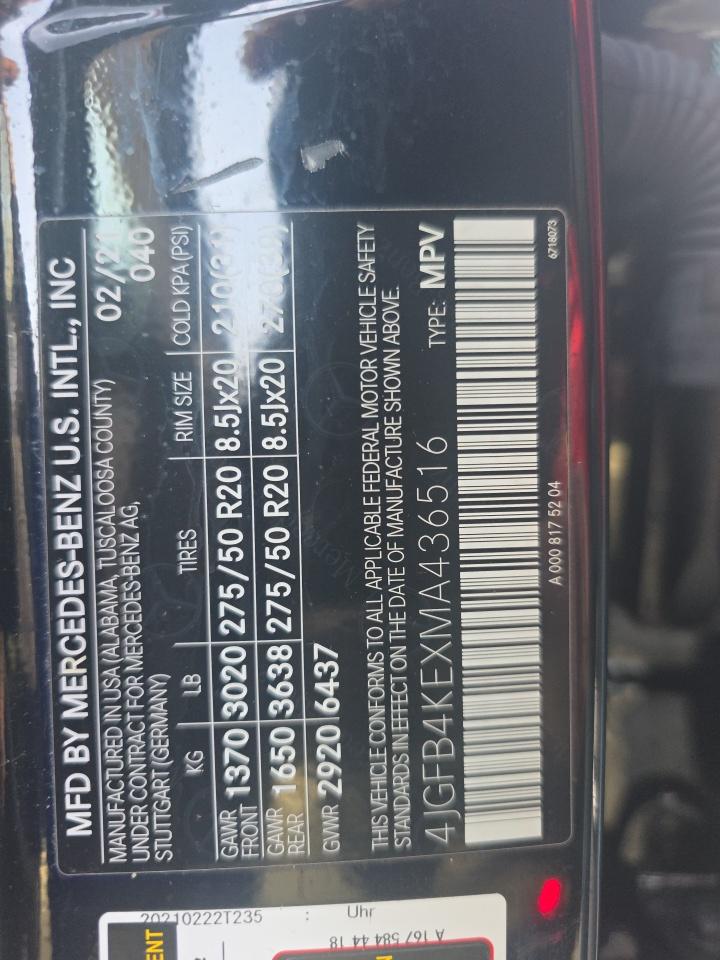 MFD BY MERCEDES-BENZ U.S. INTL., INC
MANUFACTURED IN USA (ALABAMA, TUSCALOOSA COUNTY) 02/21
UNDER CONTRACT FOR MERCEDES-BENZ AG, 040
STUTTGART (GERMANY)
KG LB TIRES RIM SIZE COLD KPA(PSI)
GAWR FRONT 1370 3020 275/50 R20 8.5Jx20 210(31)
GAWR REAR 1650 3638 275/50 R20 8.5Jx20
GVWR 2920 6437
THIS VEHICLE CONFORMS TO ALL APPLICABLE FEDERAL MOTOR VEHICLE SAFETY
STANDARDS IN EFFECT ON THE DATE OF MANUFACTURE SHOWN ABOVE.
4JGFB4KEXMA436516 TYPE: MPV
A 000 817 52 04 6718073
20210222T235 : Uhr
A 167 584 44 18